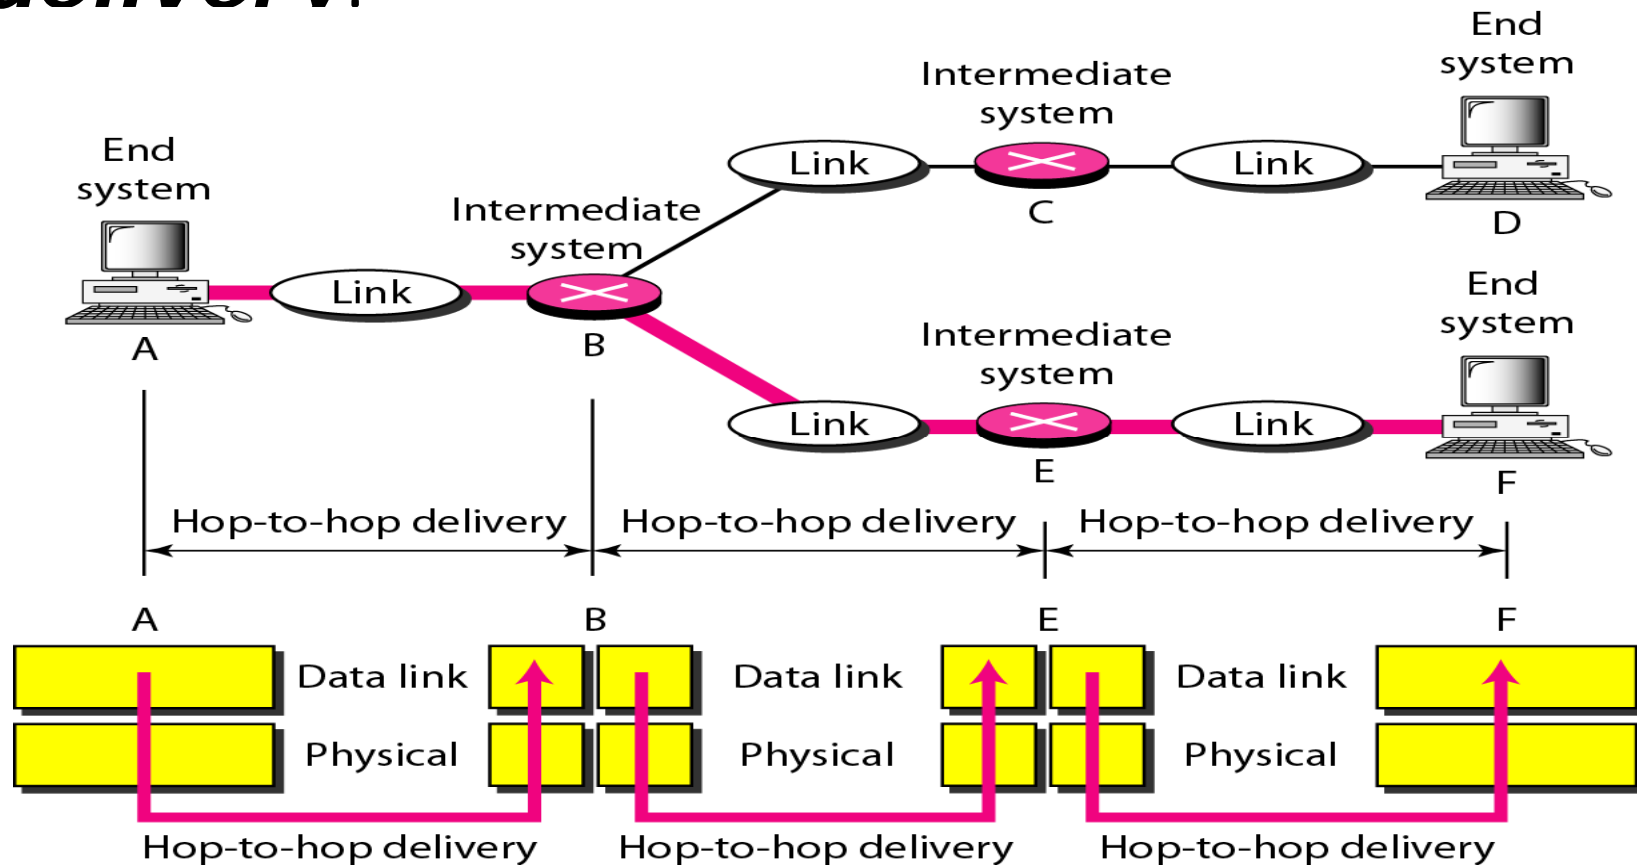 delivery.
End
system
Intermediate
system
End
system
Link
Link
C
D
Intermediate
system
Link
A
B
End
system
Intermediate
system
Link
Link
E
F
Hop-to-hop delivery
Hop-to-hop delivery
Hop-to-hop delivery
A
B
E
F
Data link
Data link
Data link
Physical
Physical
Physical
Hop-to-hop delivery
Hop-to-hop delivery
Hop-to-hop delivery